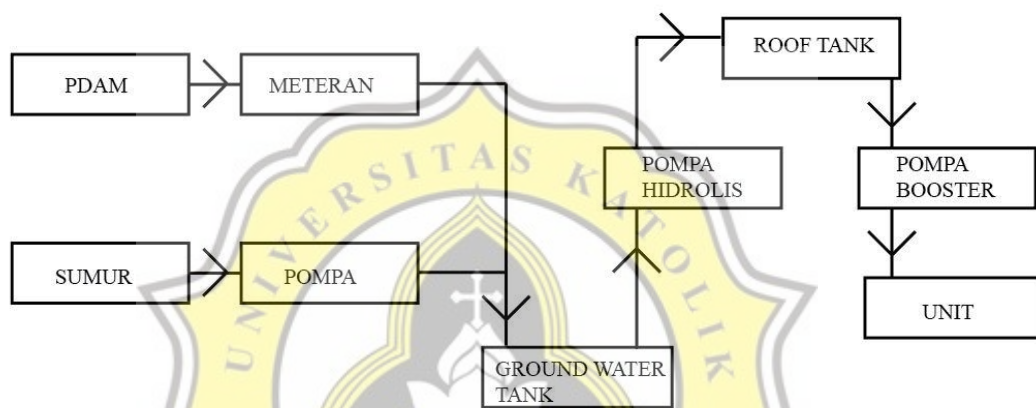 PDAM
METERAN
SUMUR
POMPA
GROUND WATER
TANK
POMPA
HIDROLIS
ROOF TANK
POMPA
BOOSTER
UNIT
UNIVERSITAS KATOLIK